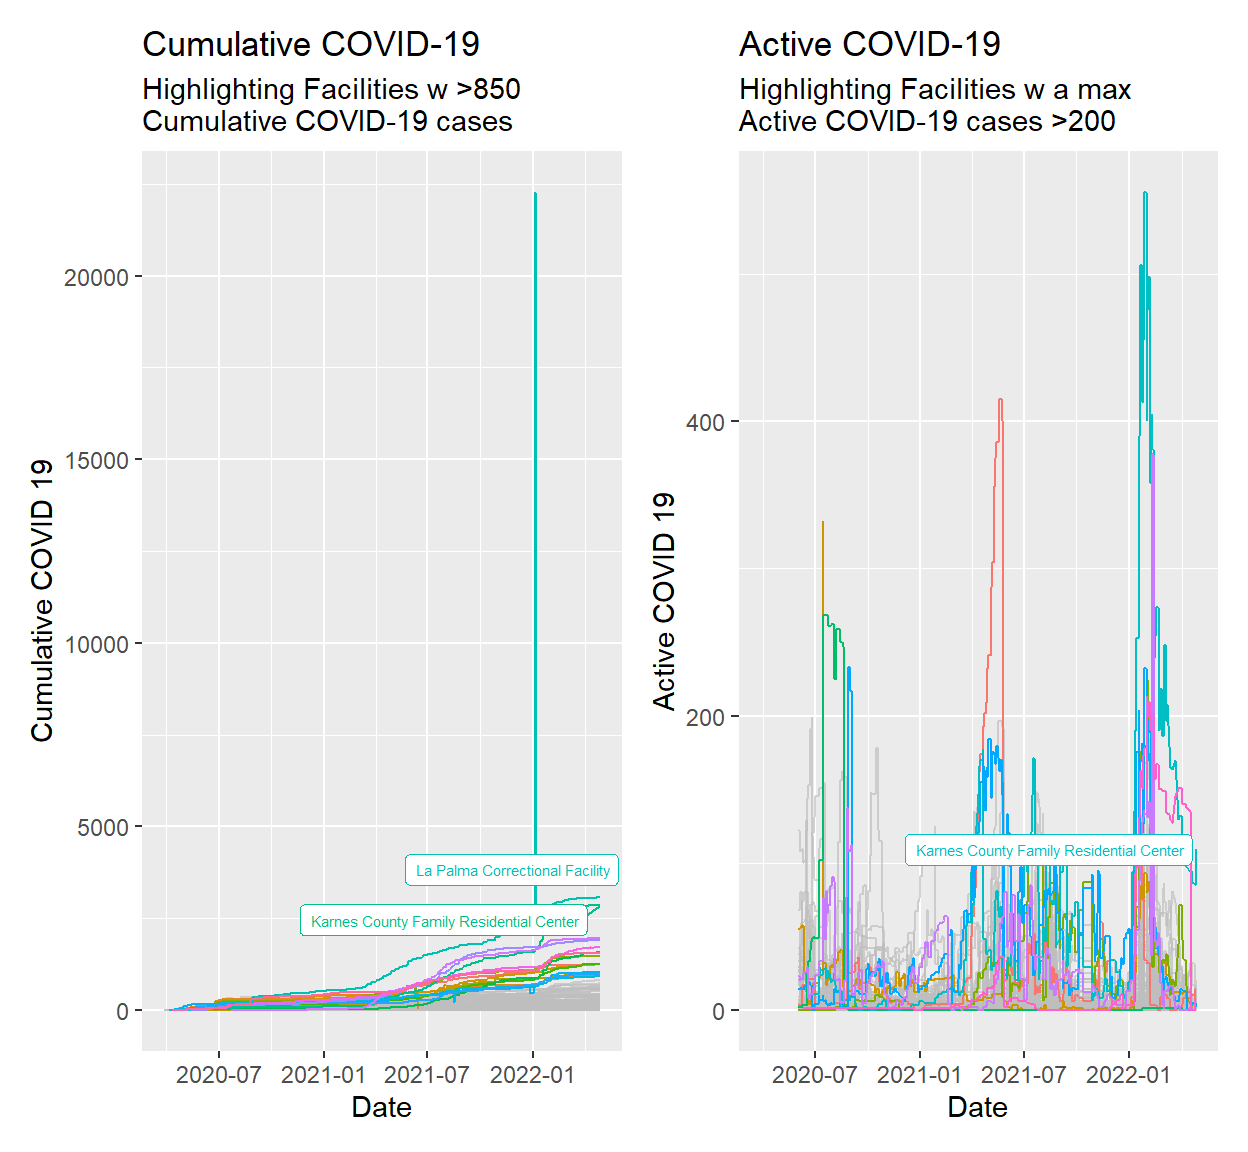 Cumulative COVID-19
Highlighting Facilities w >850
Cumulative COVID-19 cases
Cumulative COVID 19
20000
15000
10000
5000
0
La Palma Correctional Facility
Karnes County Family Residential Center
2020-07 2021-01 2021-07 2022-01
Date
Active COVID-19
Highlighting Facilities w a max
Active COVID-19 cases >200
Active COVID 19
400
200
0
Karnes County Family Residential Center
2020-07 2021-01 2021-07 2022-01
Date